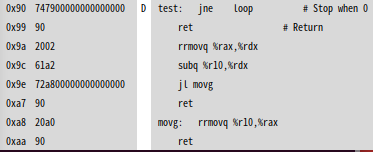 0x90 747900000000000000 D test: jne loop # Stop when 0
0x99 90 ret # Return
0x9a 2002 rrmovq %rax,%rdx
0x9c 61a2 subq %r10,%rdx
0x9e 72a800000000000000 jl movg
0xa7 90 ret
0xa8 20a0 movg: rrmovq %r10,%rax
0xaa 90 ret